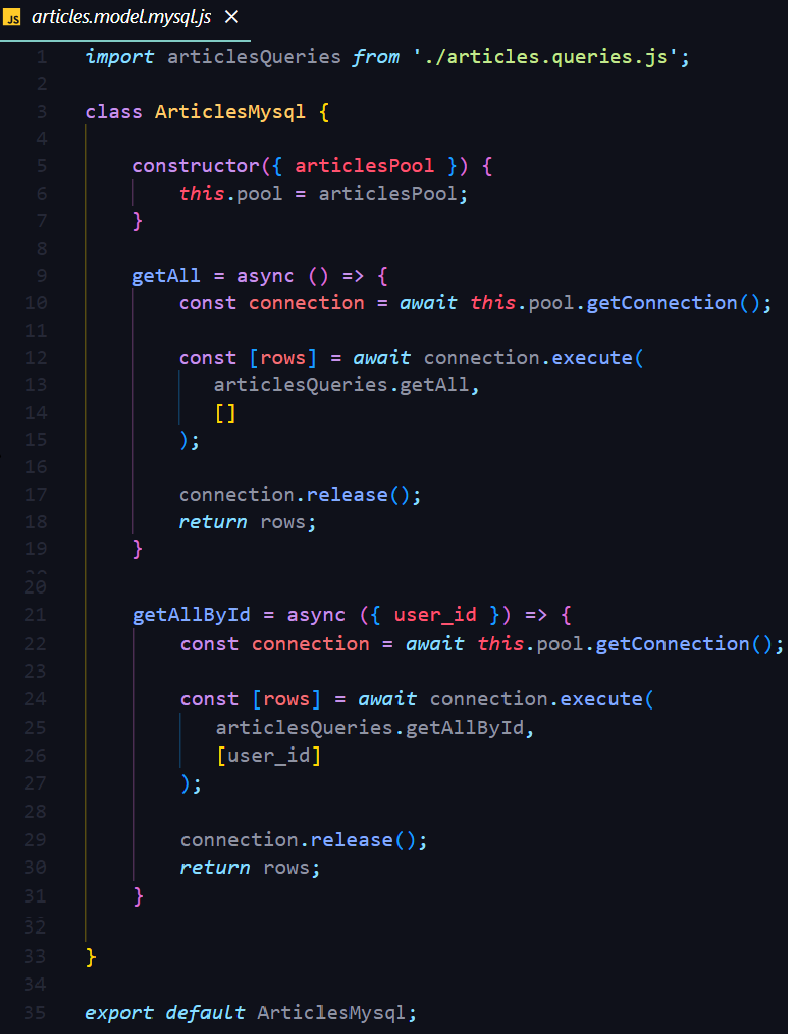 JS articles.model.mysql.js ×
1 import articlesQueries from './articles.queries.js';
2
3 class ArticlesMysql {
4
5     constructor({ articlesPool }) {
6         this.pool = articlesPool;
7     }
8
9     getAll = async () => {
10         const connection = await this.pool.getConnection();
11
12         const [rows] = await connection.execute(
13            articlesQueries.getAll,
14            []
15         );
16
17         connection.release();
18         return rows;
19     }
20
21     getAllById = async ({ user_id }) => {
22         const connection = await this.pool.getConnection();
23
24         const [rows] = await connection.execute(
25            articlesQueries.getAllById,
26            [user_id]
27         );
28
29         connection.release();
30         return rows;
31     }
32
33 }
34
35 export default ArticlesMysql;